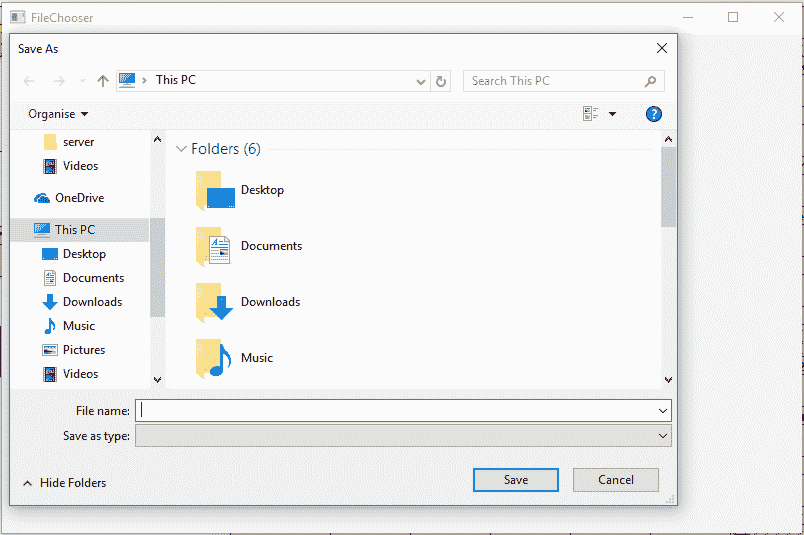 FileChooser
Save As
This PC
Search This PC
Organise
?
server
Videos
OneDrive
This PC
Desktop
Documents
Downloads
Music
Pictures
Videos
Folders (6)
Desktop
Documents
Downloads
Music
File name:
Save as type:
Hide Folders
Save
Cancel